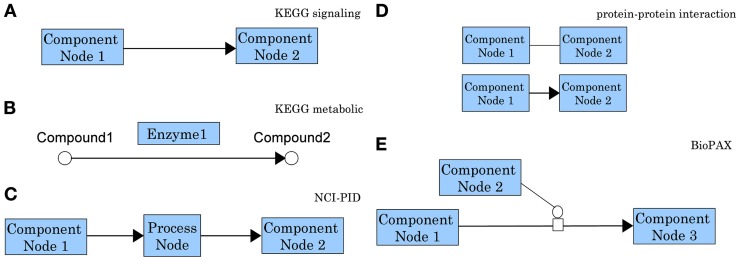 A
KEGG signaling
Component
Node 1
Component
Node 2
B
KEGG metabolic
Compound1
Enzyme1
Compound2
C
NCI-PID
Component
Node 1
Process
Node
Component
Node 2
D
protein-protein interaction
Component
Node 1
Component
Node 2
Component
Node 1
Component
Node 2
E
BioPAX
Component
Node 2
Component
Node 1
Component
Node 3